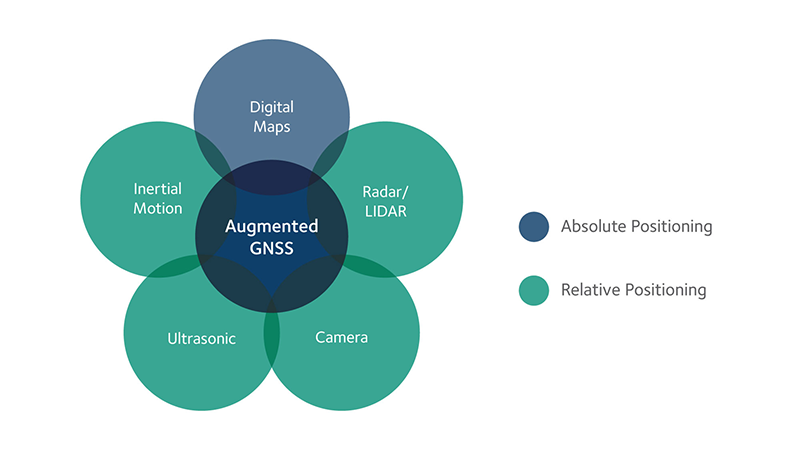 Digital
Maps
Inertial
Motion
Radar/
LIDAR
Augmented
GNSS
Ultrasonic
Camera
Absolute Positioning
Relative Positioning